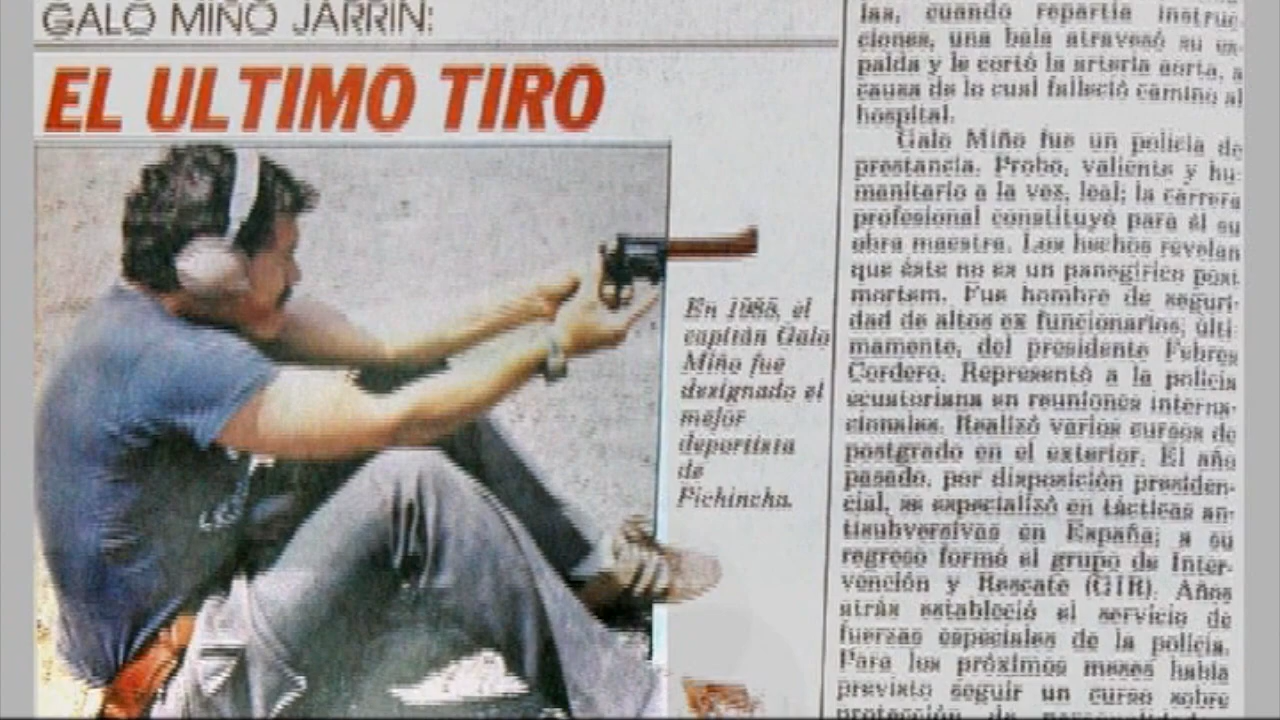 GALO MIÑO JARRIN:
EL ULTIMO TIRO
En 1985, el
capitán Galo
Miño fue
designado el
mejor
deportista
de
Pichincha.
las, cuando repartía instruc-
ciones, una bala atravesó su es-
palda y le cortó la arteria aorta, a
causa de lo cual falleció camino al
hospital.
Galo Miño fue un policía de
prestancia. Probo, valiente y hu-
manitario a la vez, leal; la carrera
profesional constituyó para él su
obra maestra. Los hechos revelan
que éste no es un panegírico post
mortem. Fue hombre de seguri-
dad de altos ex funcionarios, últi-
mamente, del presidente Febres
Cordero. Representó a la policía
ecuatoriana en reuniones interna-
cionales. Realizó varios cursos de
postgrado en el exterior. El año
pasado, por disposición presiden-
cial, se especializó en tácticas an-
tisubversivas en España; a su
regreso formó el grupo de Inter-
vención y Rescate (GIR). Años
atrás estableció el servicio de
fuerzas especiales de la policía.
Para los próximos meses había
previsto seguir un curso sobre
protección de